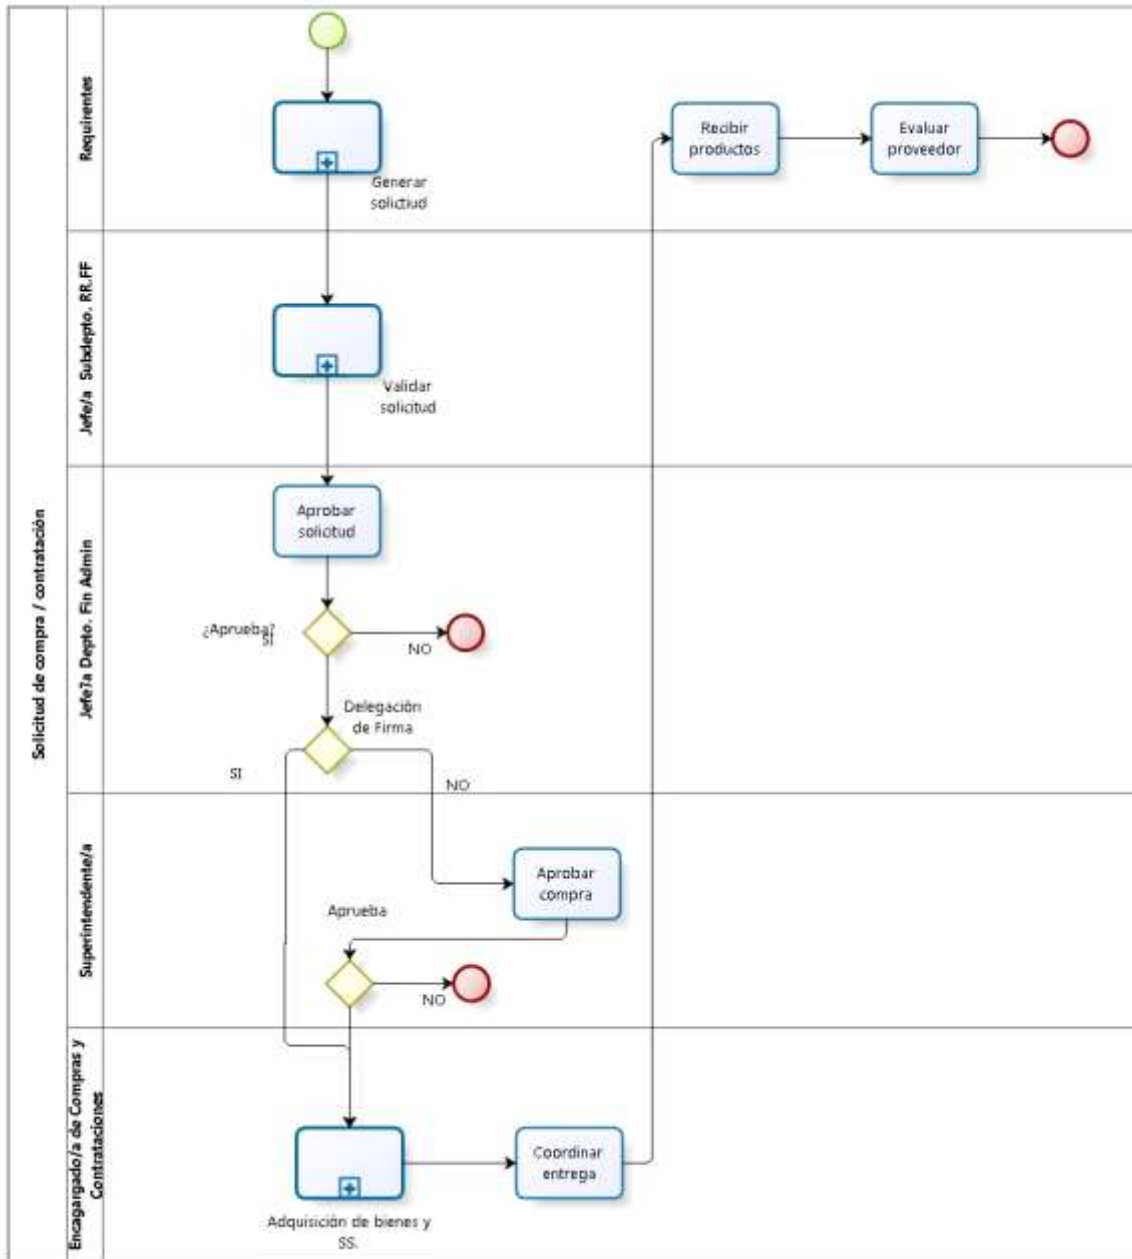 Solicitud de compra / contratación
Requirentes
Generar
solictiud
Recibir
productos
Evaluar
proveedor
Jefe/a Subdepto. RR.FF
Validar
solicitud
Jefe?a Depto. Fin Admin
Aprobar
solicitud
¿Aprueba?
SI
NO
Delegación
de Firma
SI
NO
Superintendente/a
Aprobar
compra
Aprueba
NO
Encagargado/a de Compras y
Contrataciones
Coordinar
entrega
Adquisición de bienes y
SS.